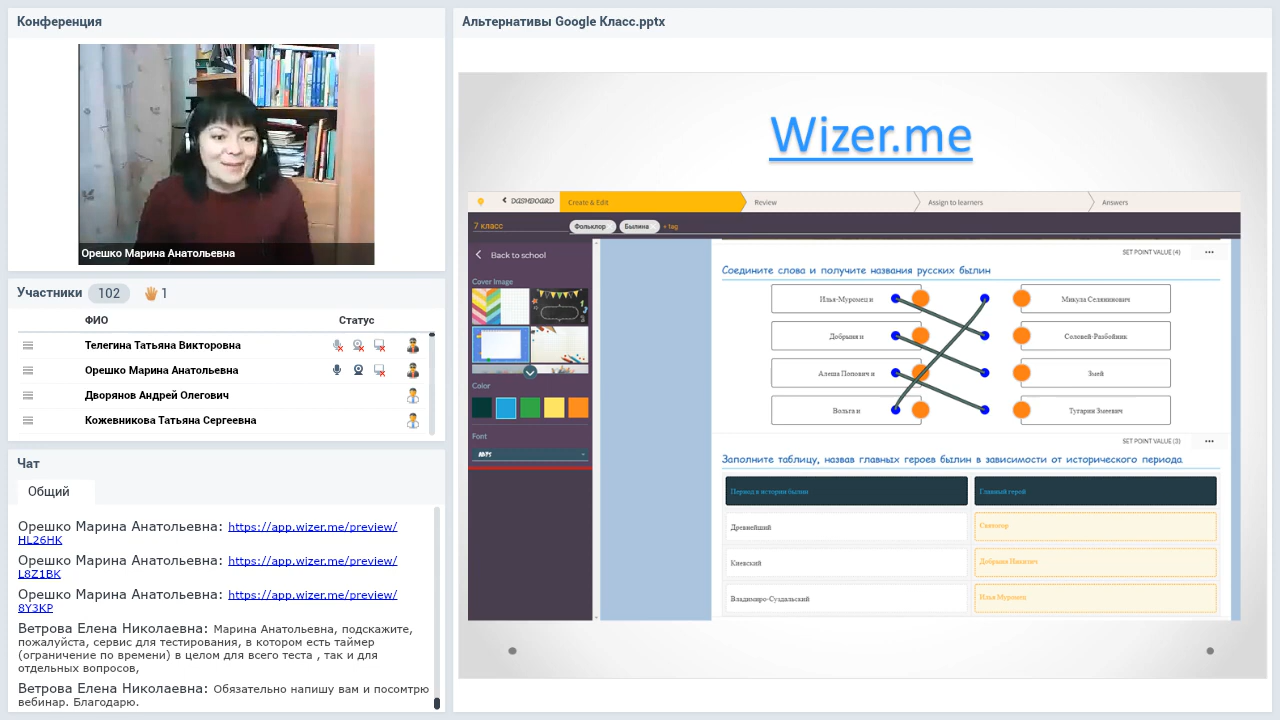 Конференция
Орешко Марина Анатольевна
Участники 102 1
ФИО Статус
Телегина Татьяна Викторовна
Орешко Марина Анатольевна
Дворянов Андрей Олегович
Кожевникова Татьяна Сергеевна
Чат
Общий
Орешко Марина Анатольевна: https://app.wizer.me/preview/
HL26HK
Орешко Марина Анатольевна: https://app.wizer.me/preview/
L8Z1BK
Орешко Марина Анатольевна: https://app.wizer.me/preview/
8Y3KP
Ветрова Елена Николаевна: Марина Анатольевна, подскажите,
пожалуйста, сервис для тестирования, в котором есть таймер
(ограничение по времени) в целом для всего теста , так и для
отдельных вопросов,
Ветрова Елена Николаевна: Обязательно напишу вам и посомтрю
вебинар. Благодарю.
Альтернативы Google Класс.pptx
Wizer.me
DASHBOARD Create & Edit Review Assign to learners Answers
7 класс Фольклор Былина + tag
Back to school
Cover Image
Color
Font
SET POINT VALUE (4)
Соедините слова и получите названия русских былин
Илья-Муромец и Микула Селянинович
Добрыня и Соловей-Разбойник
Алеша Попович и Змей
Вольга и Тугарин Змеевич
SET POINT VALUE (3)
Заполните таблицу, назвав главных героев былин в зависимости от исторического периода
Период в истории былин Главный герой
Древнейший Святогор
Киевский Добрыня Никитич
Владимиро-Суздальский Илья Муромец